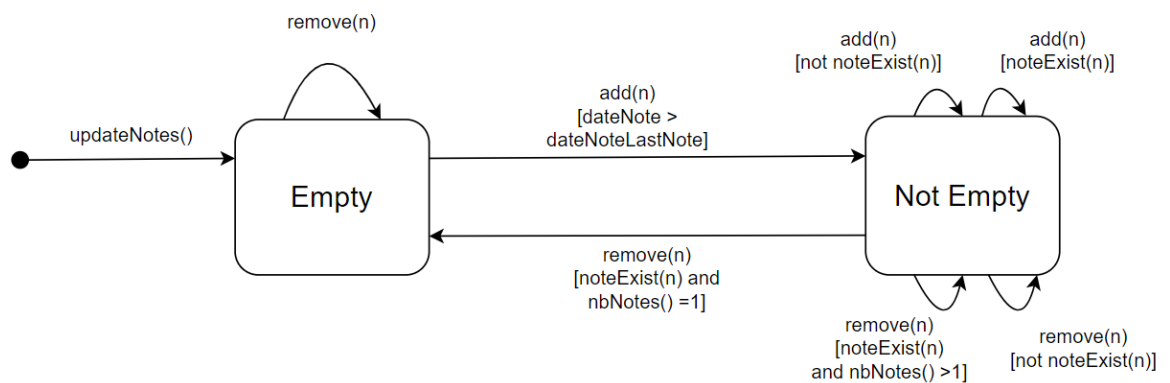 remove(n)
updateNotes()
Empty
add(n)
[dateNote >
dateNoteLastNote]
remove(n)
[noteExist(n) and
nbNotes() =1]
add(n)
[not noteExist(n)]
add(n)
[noteExist(n)]
Not Empty
remove(n)
[noteExist(n)
and nbNotes() >1]
remove(n)
[not noteExist(n)]